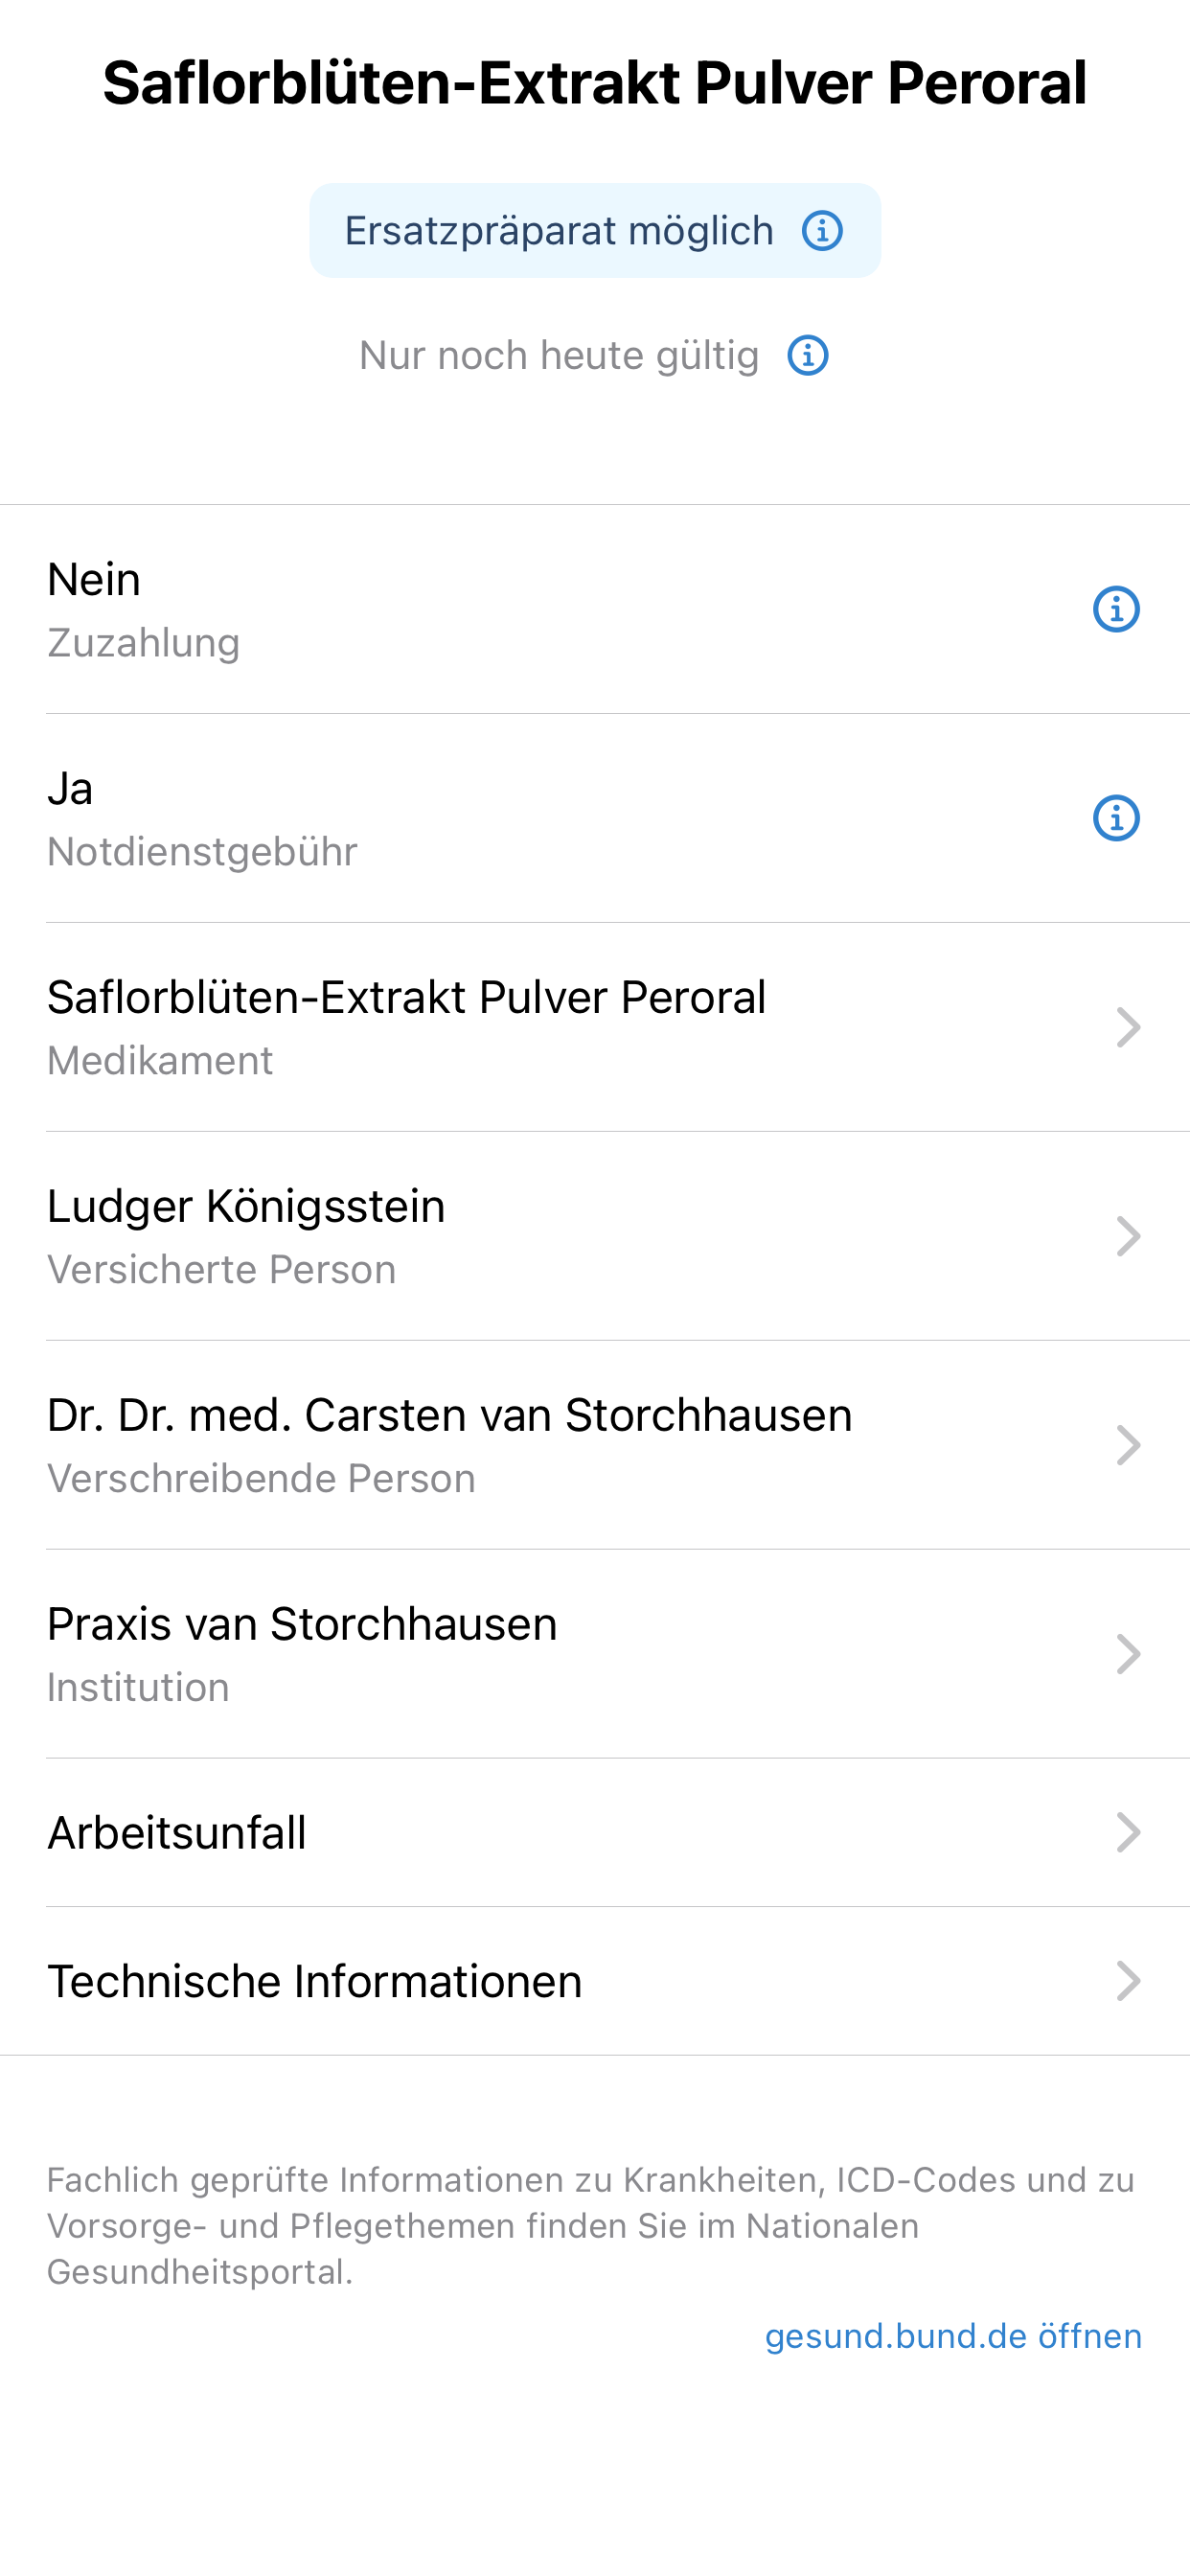 Saflorblüten-Extrakt Pulver Peroral
Ersatzpräparat möglich
Nur noch heute gültig
Nein
Zuzahlung
Ja
Notdienstgebühr
Saflorblüten-Extrakt Pulver Peroral
Medikament
Ludger Königsstein
Versicherte Person
Dr. Dr. med. Carsten van Storchhausen
Verschreibende Person
Praxis van Storchhausen
Institution
Arbeitsunfall
Technische Informationen
Fachlich geprüfte Informationen zu Krankheiten, ICD-Codes und zu
Vorsorge- und Pflegethemen finden Sie im Nationalen
Gesundheitsportal.
gesund.bund.de öffnen